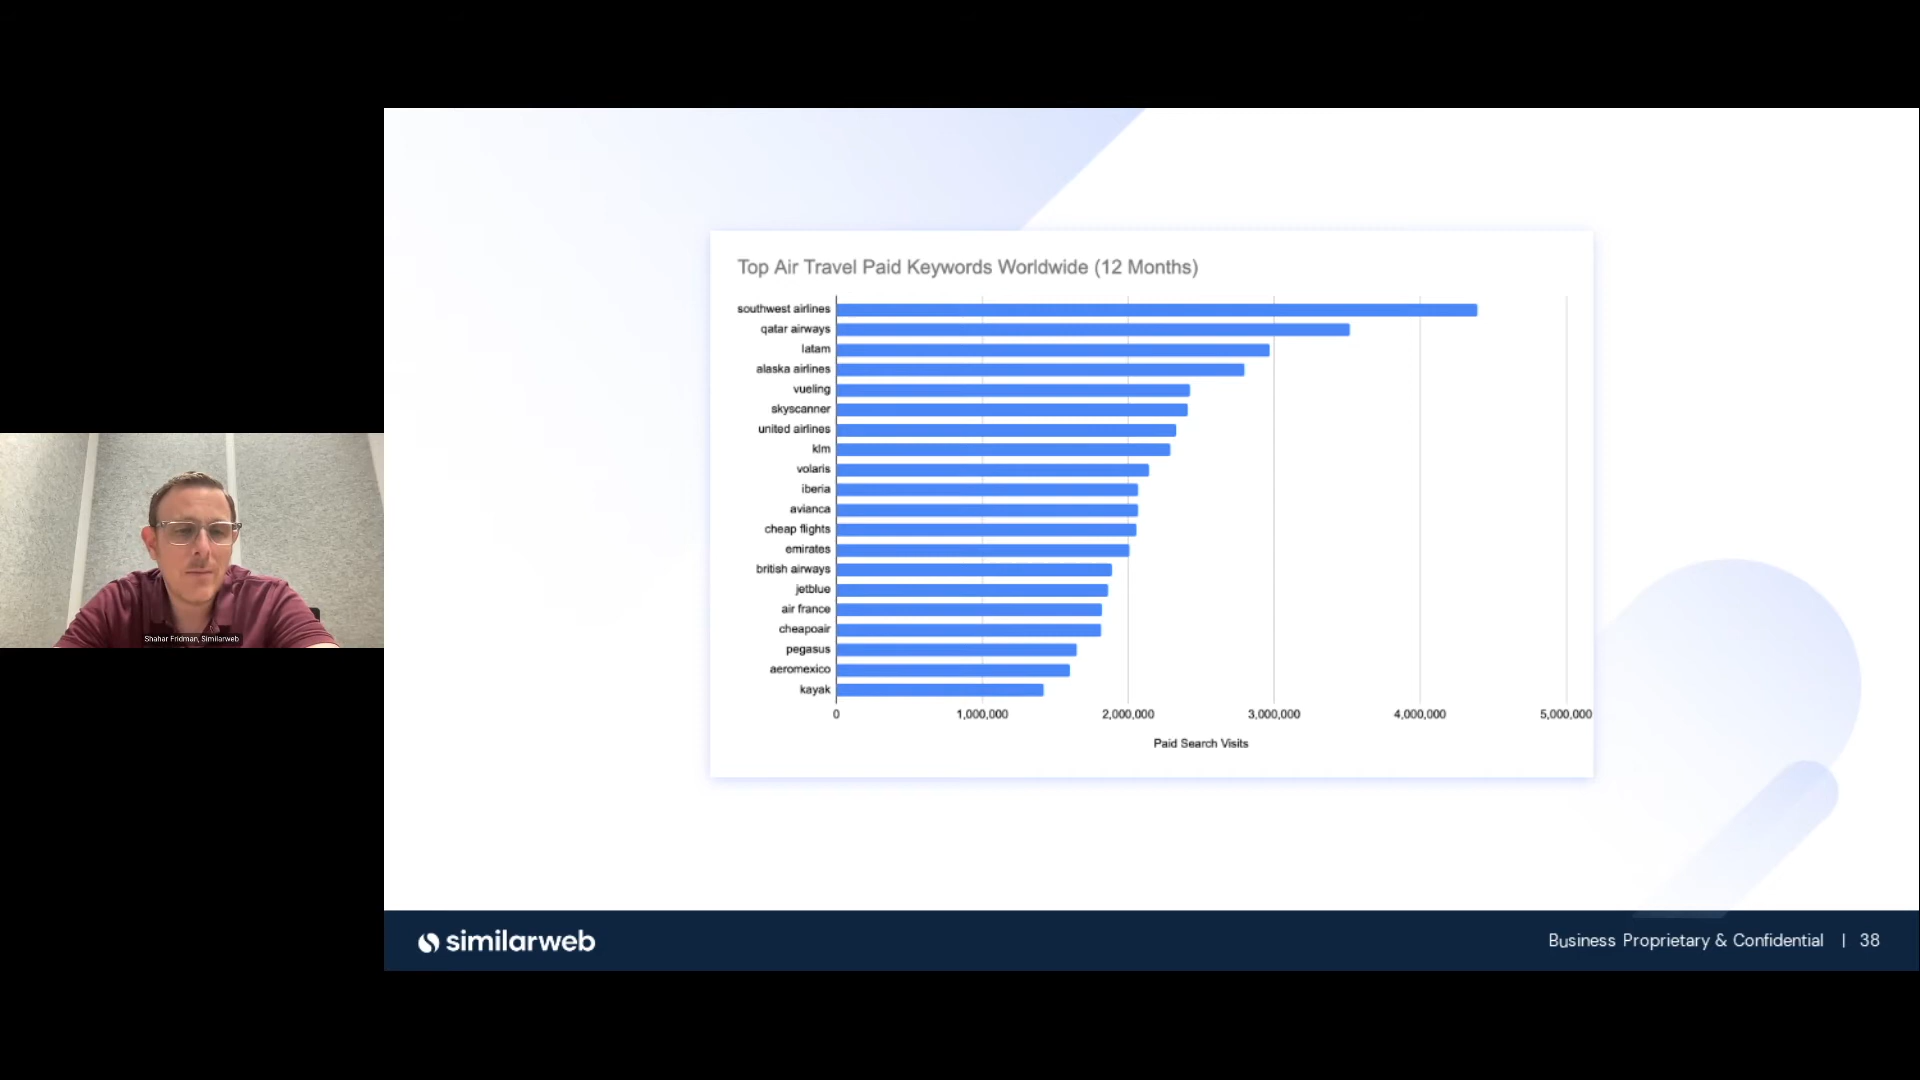 Top Air Travel Paid Keywords Worldwide (12 Months)
southwest airlines
qatar airways
latam
alaska airlines
vueling
skyscanner
united airlines
klm
volaris
iberia
avianca
cheap flights
emirates
british airways
jetblue
air france
cheapoair
pegasus
aeromexico
kayak
0 1,000,000 2,000,000 3,000,000 4,000,000 5,000,000
Paid Search Visits
Shahar Fridman, Similarweb
similarweb
Business Proprietary & Confidential | 38